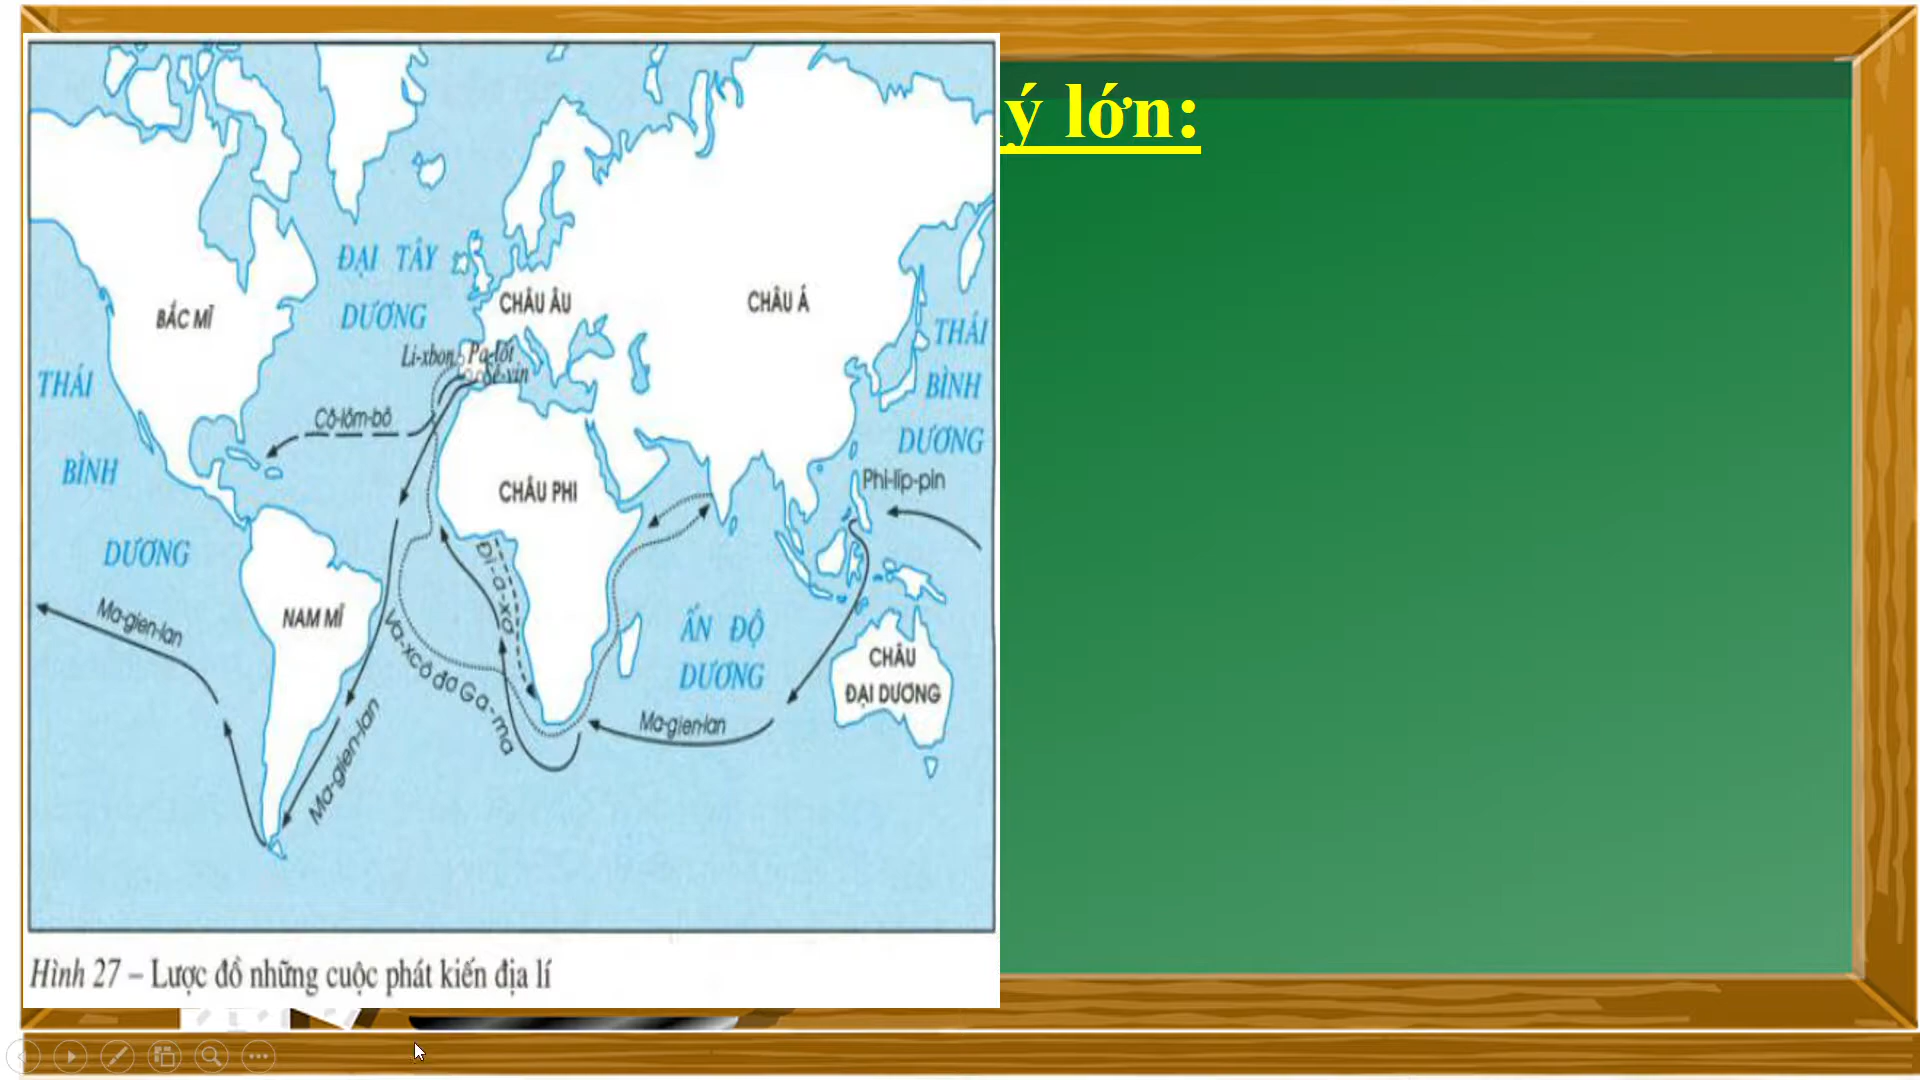 ý lớn:
ĐẠI TÂY
DƯƠNG
BẮC MĨ
CHÂU ÂU
CHÂU Á
THÁI
BÌNH
DƯƠNG
Li-xbon
Pa-lốt
Sê-vin
THÁI
BÌNH
DƯƠNG
Cô-lôm-bô
CHÂU PHI
Phi-líp-pin
Đi-a-xơ
Ma-gien-lan
NAM MĨ
Va-xcô đơ Ga-ma
ẤN ĐỘ
DƯƠNG
CHÂU
ĐẠI DƯƠNG
Ma-gien-lan
Ma-gien-lan
Hình 27 – Lược đồ những cuộc phát kiến địa lí